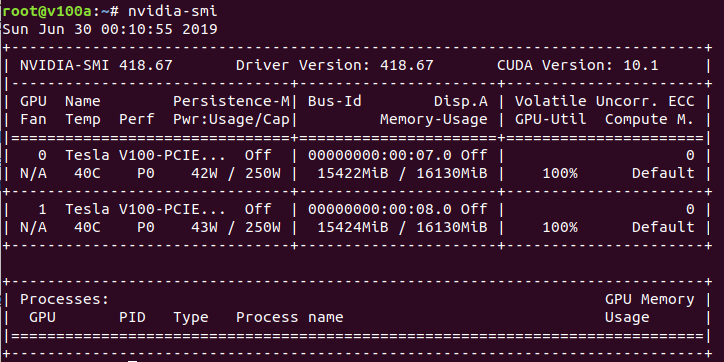 root@v100a:~# nvidia-smi
Sun Jun 30 00:10:55 2019
+-----------------------------------------------------------------------------+
| NVIDIA-SMI 418.67       Driver Version: 418.67       CUDA Version: 10.1     |
|-------------------------------+----------------------+----------------------+
| GPU  Name        Persistence-M| Bus-Id        Disp.A | Volatile Uncorr. ECC |
| Fan  Temp  Perf  Pwr:Usage/Cap|         Memory-Usage | GPU-Util  Compute M. |
|===============================+======================+======================|
|   0  Tesla V100-PCIE...  Off  | 00000000:00:07.0 Off |                    0 |
| N/A   40C    P0    42W / 250W |  15422MiB / 16130MiB |    100%      Default |
+-------------------------------+----------------------+----------------------+
|   1  Tesla V100-PCIE...  Off  | 00000000:00:08.0 Off |                    0 |
| N/A   40C    P0    43W / 250W |  15424MiB / 16130MiB |    100%      Default |
+-------------------------------+----------------------+----------------------+
+-----------------------------------------------------------------------------+
| Processes:                                                       GPU Memory |
|  GPU       PID   Type   Process name                             Usage      |
|=============================================================================|
+-----------------------------------------------------------------------------+